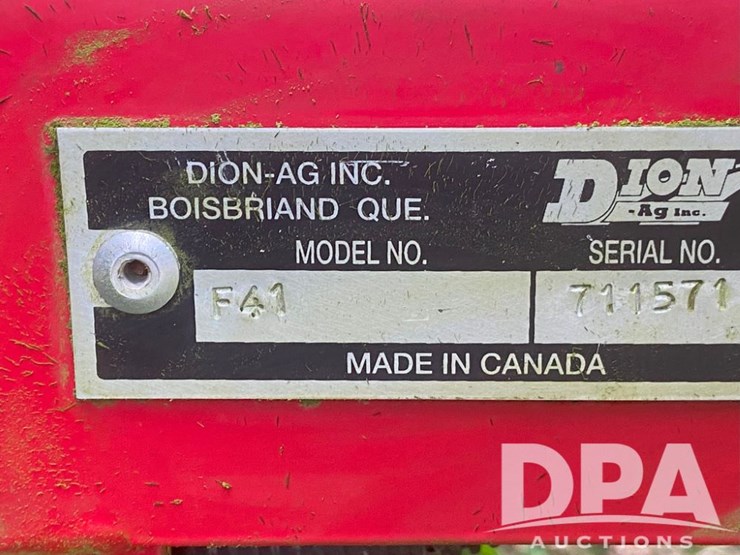 DION-AG INC.
BOISBRIAND QUE.
DION
-Ag Inc.
MODEL NO.
SERIAL NO.
F41
711571
MADE IN CANADA
DPA
AUCTIONS